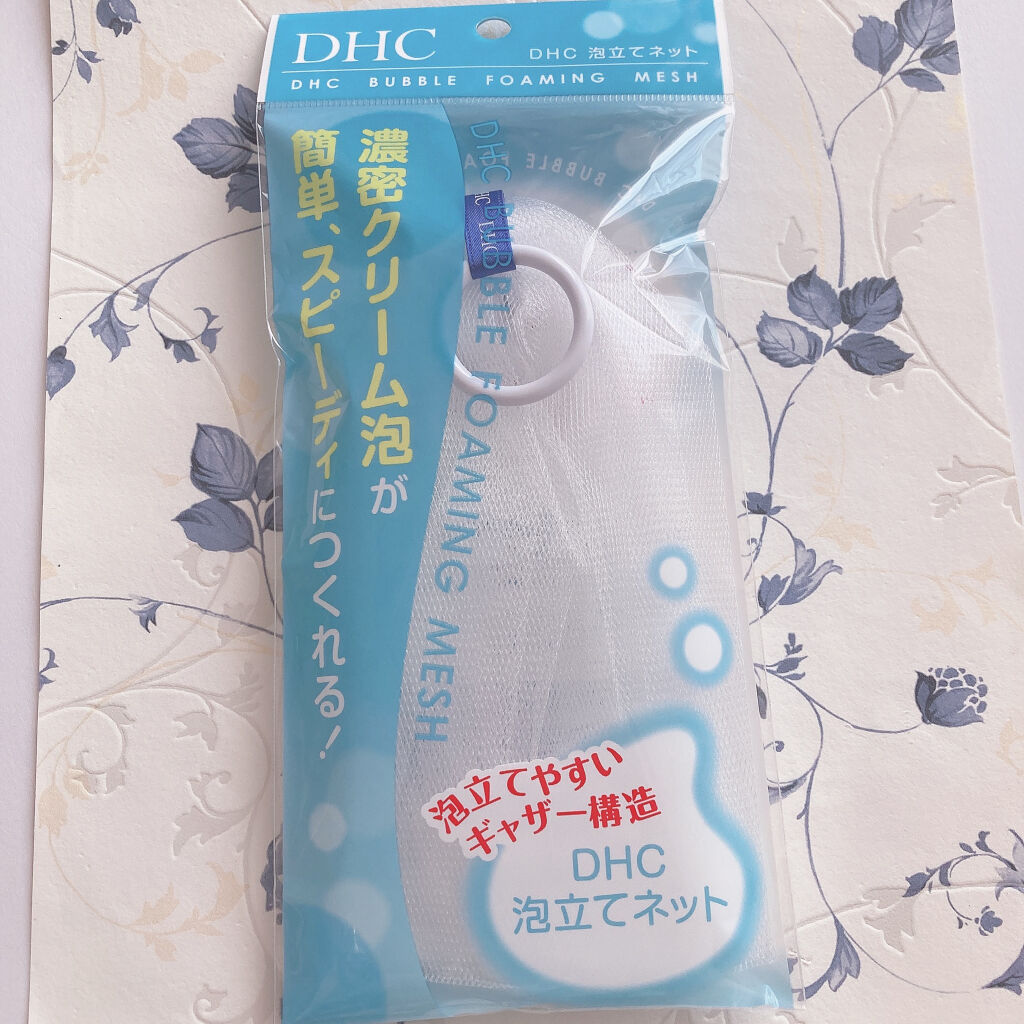 DHC
DHC 泡立てネット
DHC BUBBLE FOAMING MESH
濃密クリーム泡が
簡単、スピーディにつくれる!
DHC BUBBLE FOAMING MESH
泡立てやすい
ギャザー構造
DHC
泡立てネット